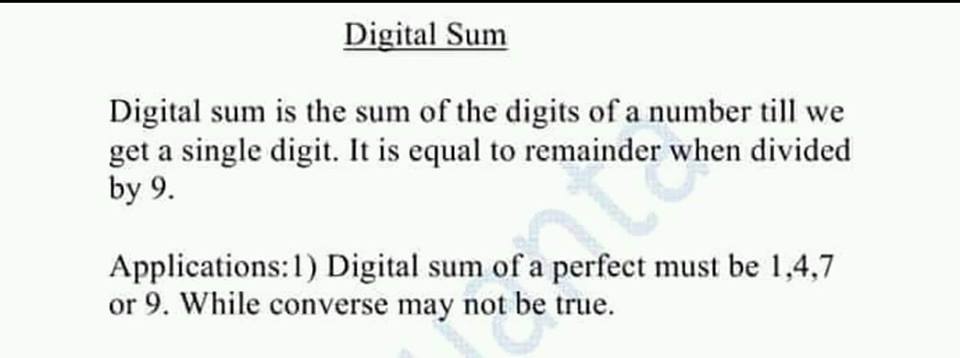 Digital Sum
Digital sum is the sum of the digits of a number till we
get a single digit. It is equal to remainder when divided
by 9.
Applications:1) Digital sum of a perfect must be 1,4,7
or 9. While converse may not be true.